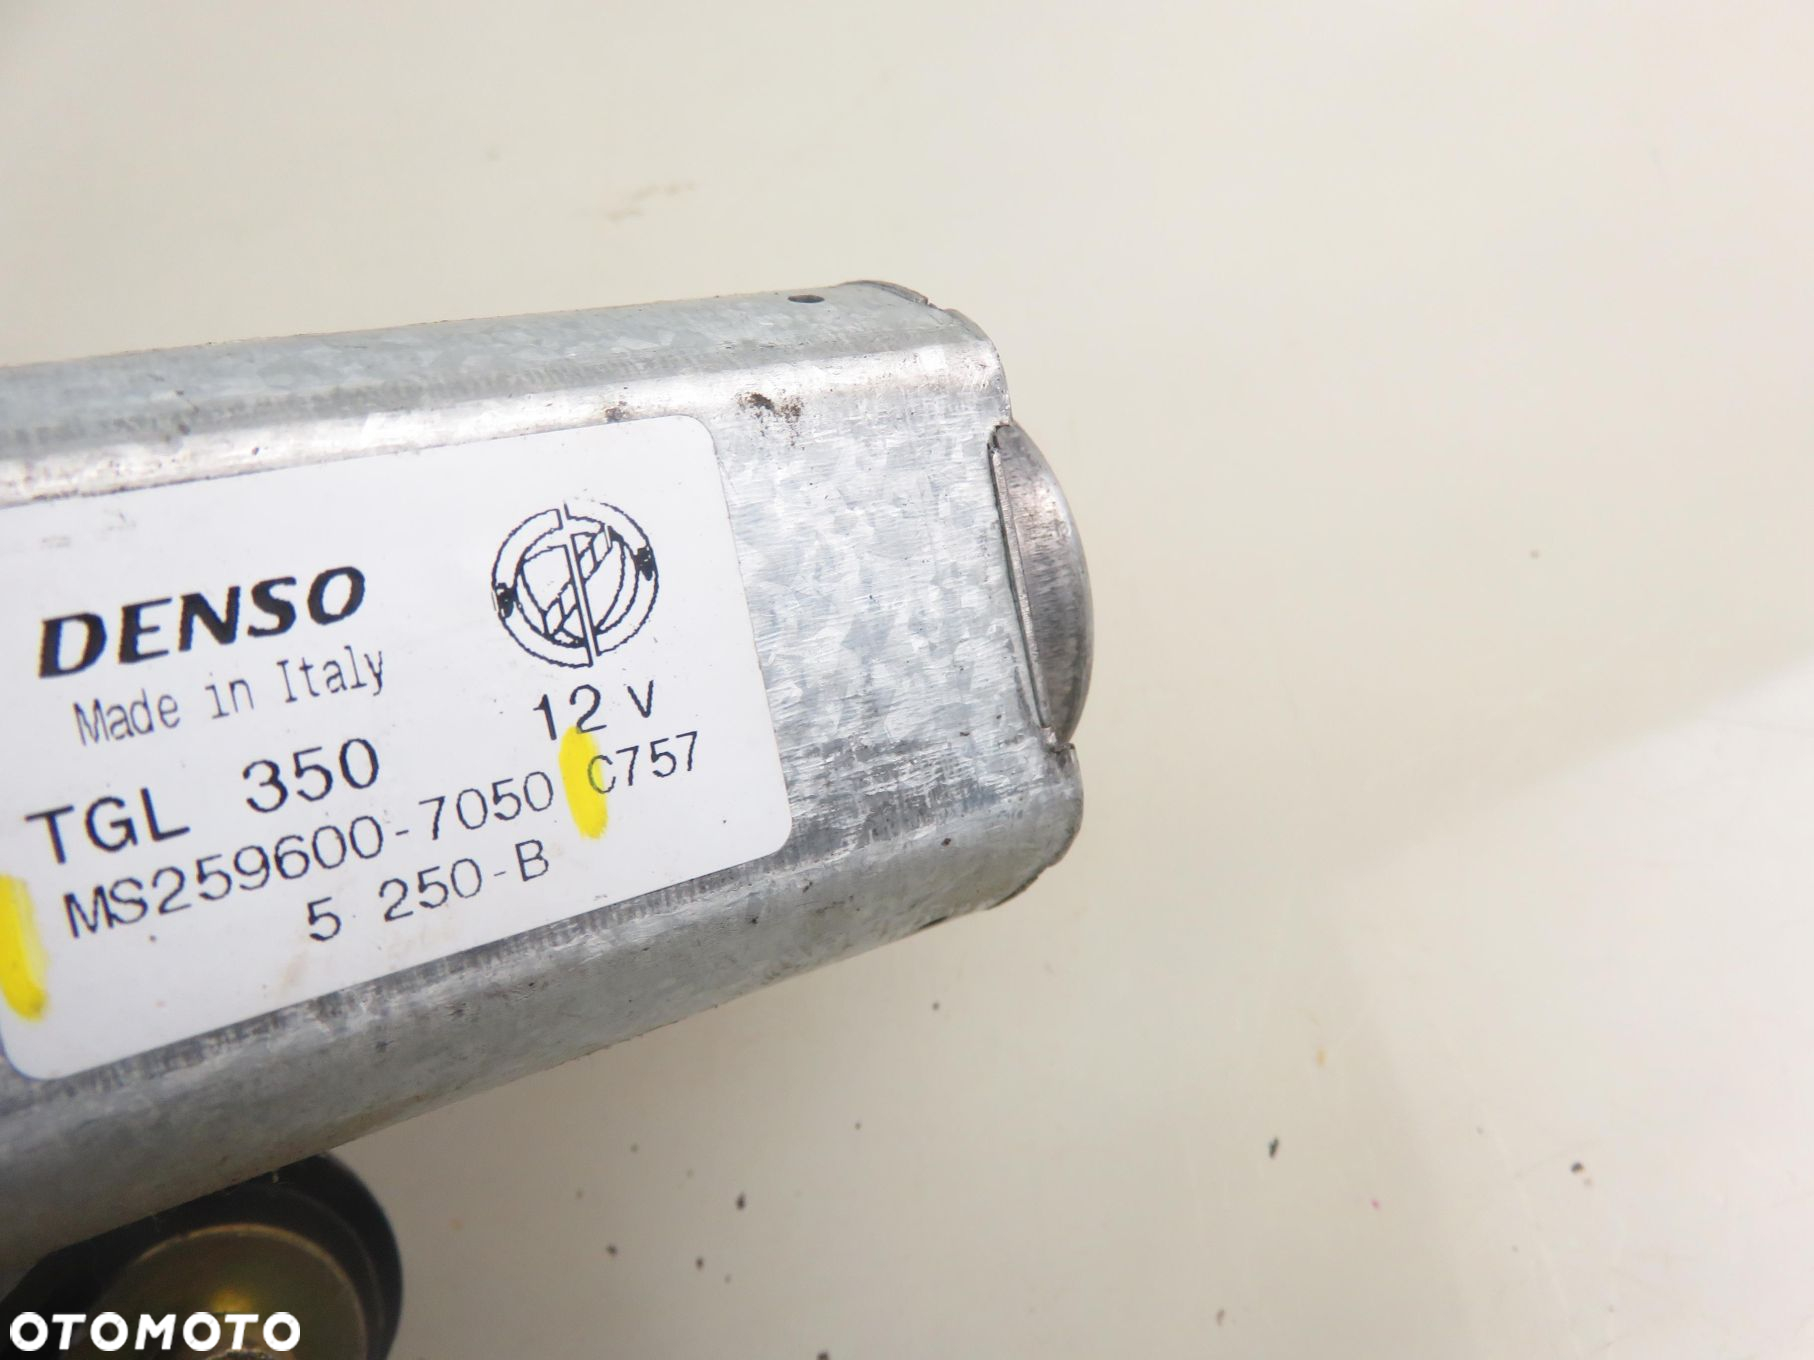 DENSO
Made in Italy
TGL 350 12 V
MS259600-7050 C757
5 250-B
OTOMOTO